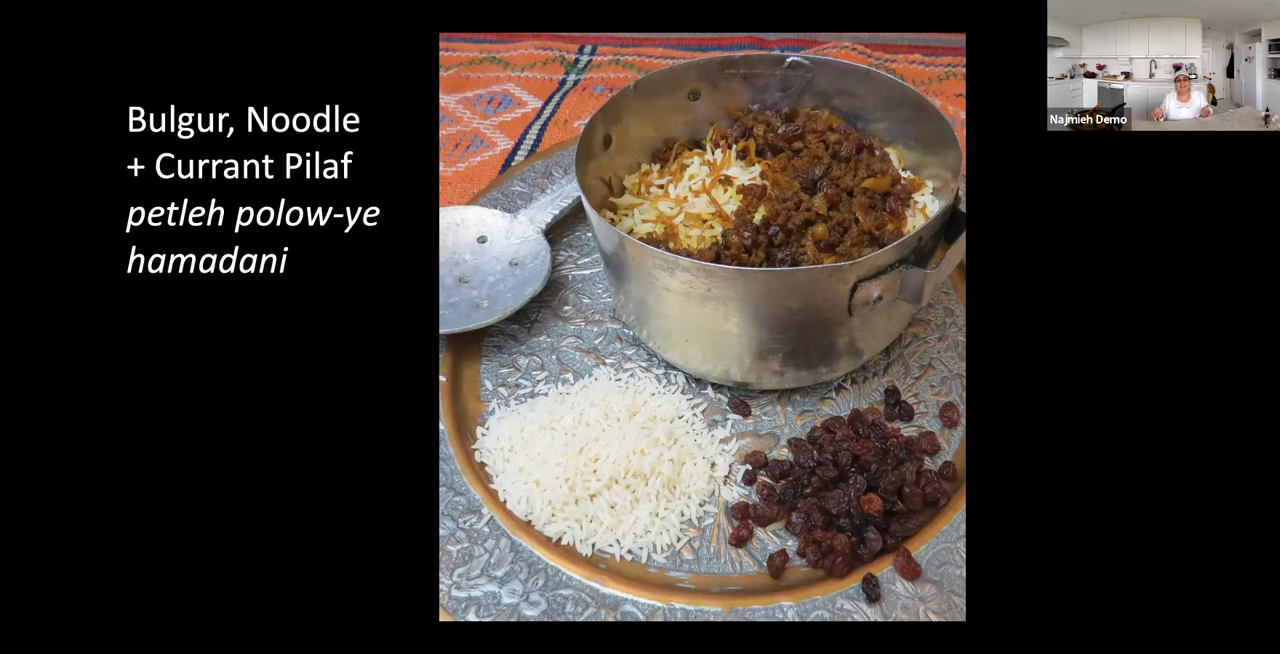 Bulgur, Noodle
+ Currant Pilaf
petleh polow-ye
hamadani
Najmieh Demo